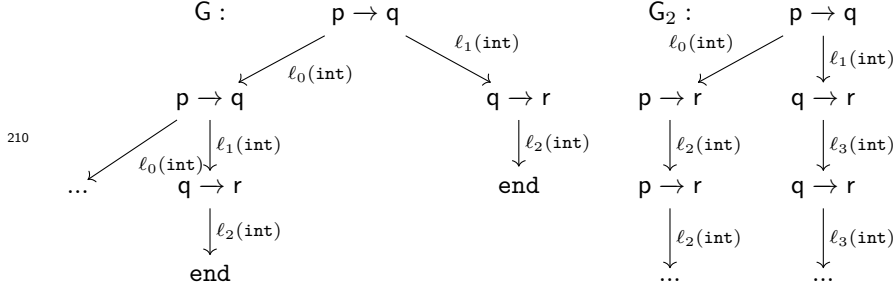 G : p → q G₂ : p → q
ℓ₀(int) ℓ₁(int) ℓ₀(int) ℓ₁(int)
p → q q → r p → r q → r
210 ℓ₀(int) ℓ₁(int) ℓ₂(int) ℓ₂(int) ℓ₃(int)
... q → r end p → r q → r
ℓ₂(int) ℓ₂(int) ℓ₃(int)
end ... ...